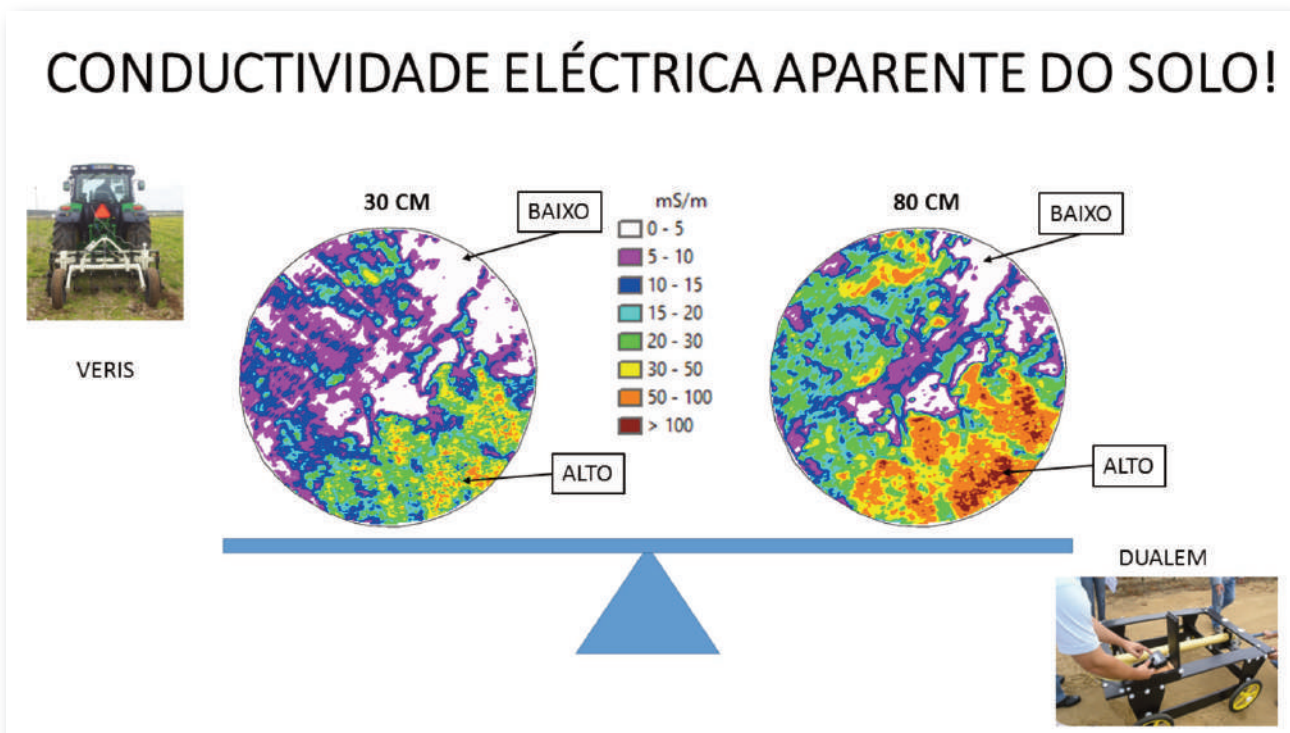 CONDUCTIVIDADE ELÉCTRICA APARENTE DO SOLO!
30 CM
BAIXO
mS/m
0 - 5
5 - 10
10 - 15
15 - 20
20 - 30
30 - 50
50 - 100
> 100
80 CM
BAIXO
VERIS
ALTO
ALTO
DUALEM